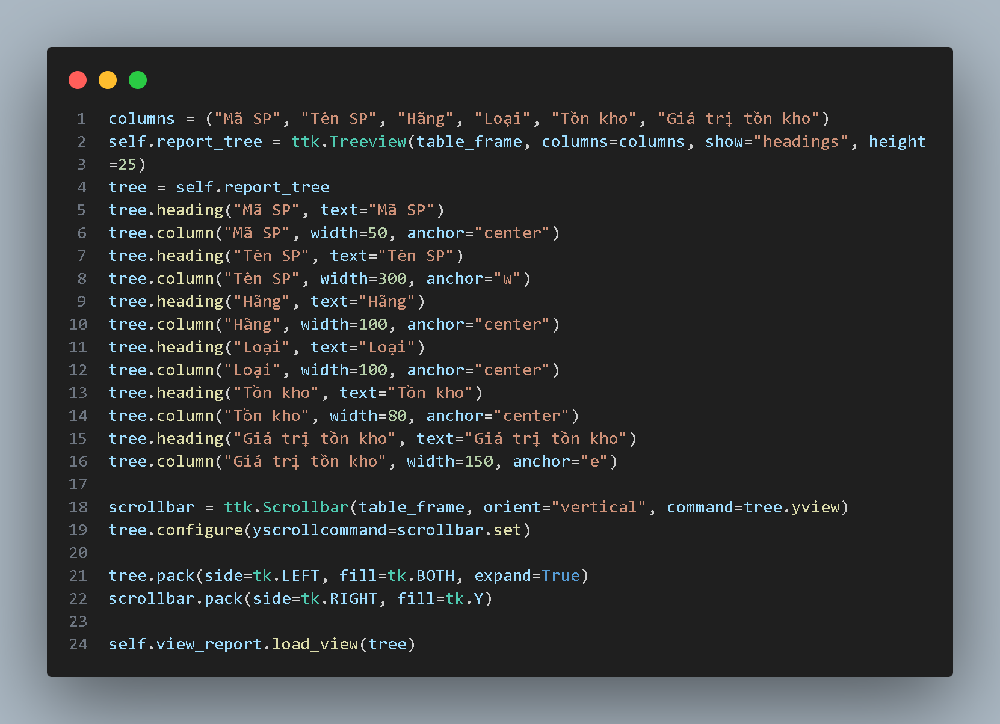 1 columns = ("Mã SP", "Tên SP", "Hãng", "Loại", "Tồn kho", "Giá trị tồn kho")
2 self.report_tree = ttk.Treeview(table_frame, columns=columns, show="headings", height
3 =25)
4 tree = self.report_tree
5 tree.heading("Mã SP", text="Mã SP")
6 tree.column("Mã SP", width=50, anchor="center")
7 tree.heading("Tên SP", text="Tên SP")
8 tree.column("Tên SP", width=300, anchor="w")
9 tree.heading("Hãng", text="Hãng")
10 tree.column("Hãng", width=100, anchor="center")
11 tree.heading("Loại", text="Loại")
12 tree.column("Loại", width=100, anchor="center")
13 tree.heading("Tồn kho", text="Tồn kho")
14 tree.column("Tồn kho", width=80, anchor="center")
15 tree.heading("Giá trị tồn kho", text="Giá trị tồn kho")
16 tree.column("Giá trị tồn kho", width=150, anchor="e")
17
18 scrollbar = ttk.Scrollbar(table_frame, orient="vertical", command=tree.yview)
19 tree.configure(yscrollcommand=scrollbar.set)
20
21 tree.pack(side=tk.LEFT, fill=tk.BOTH, expand=True)
22 scrollbar.pack(side=tk.RIGHT, fill=tk.Y)
23
24 self.view_report.load_view(tree)